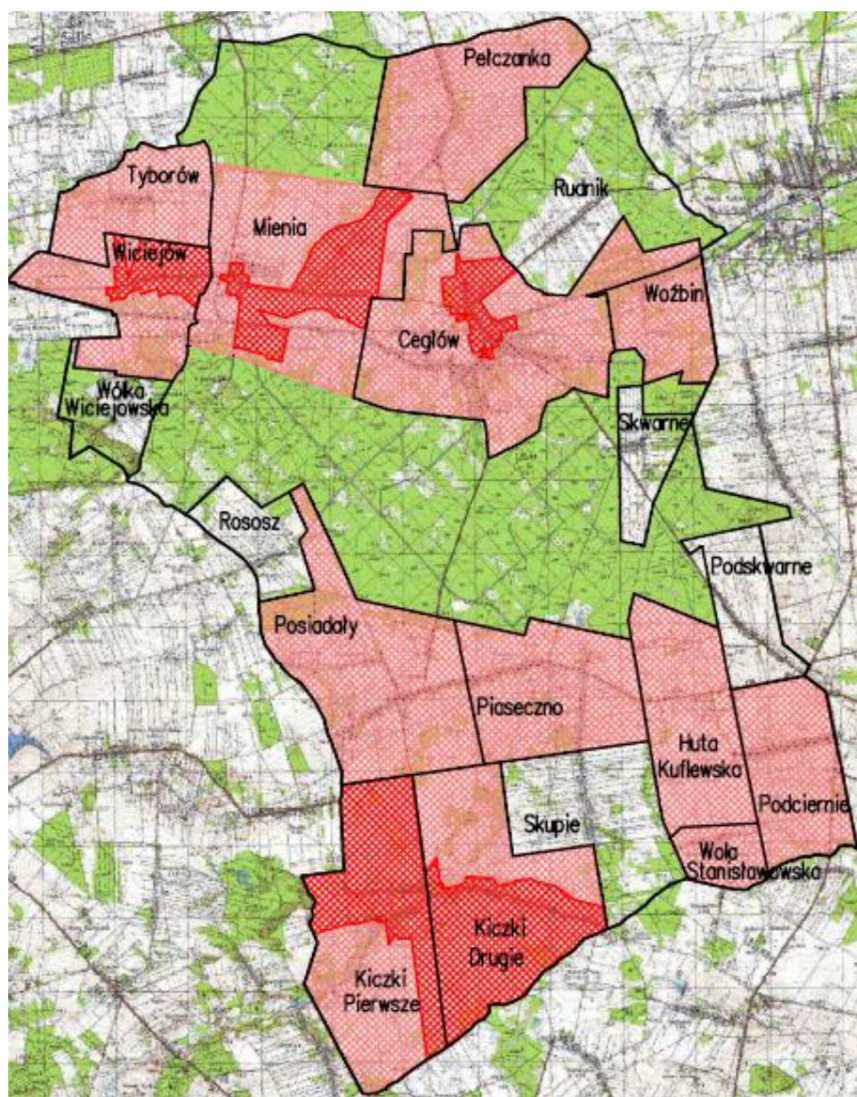 Pełczanka
Tyborów
Rudnik
Mienia
Wiciejów
Woźbin
Cegłów
Wólka
Wiciejowska
Skwarne
Rososz
Podskwarne
Posiadały
Piaseczno
Huta
Kuflewska
Skupie
Podciernie
Wola
Stanisławowska
Kiczki
Drugie
Kiczki
Pierwsze